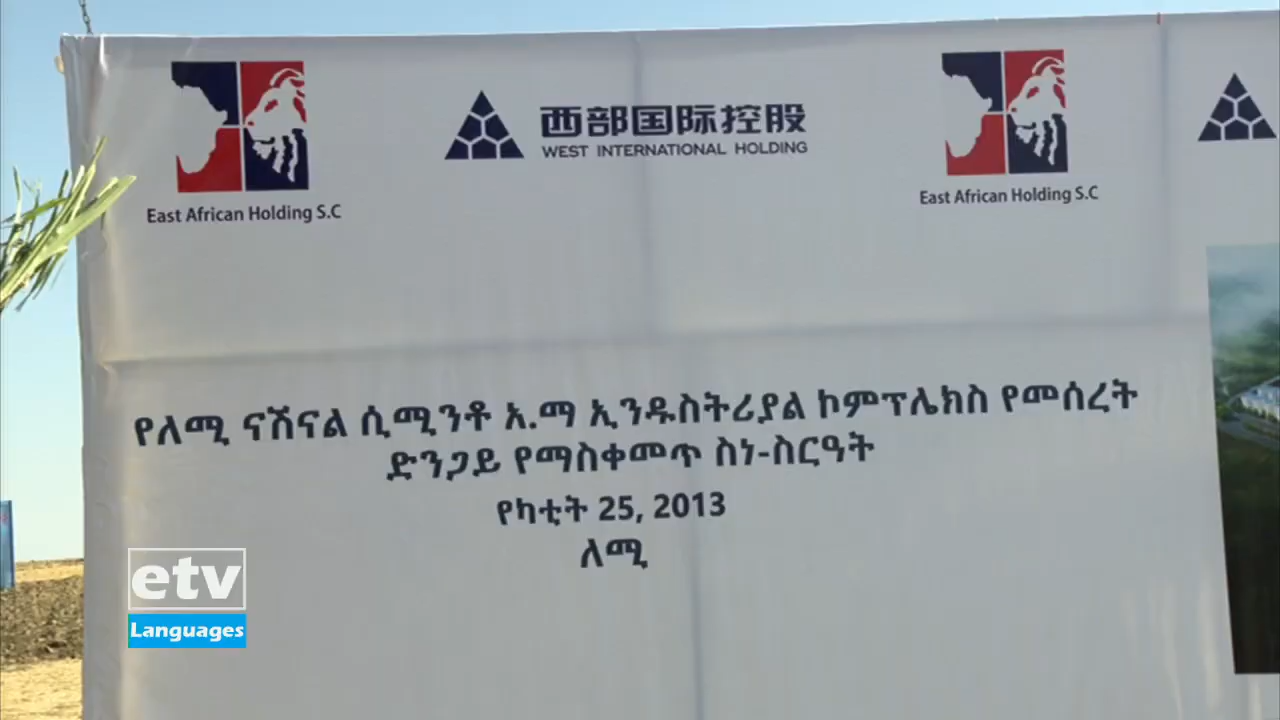 East African Holding S.C
西部国际控股
WEST INTERNATIONAL HOLDING
East African Holding S.C
የለሚ ናሽናል ሲሚንቶ አ.ማ ኢንዱስትሪያል ኮምፕሌክስ የመሰረት
ድንጋይ የማስቀመጥ ስነ-ስርዓት
የካቲት 25, 2013
ለሚ
etv
Languages